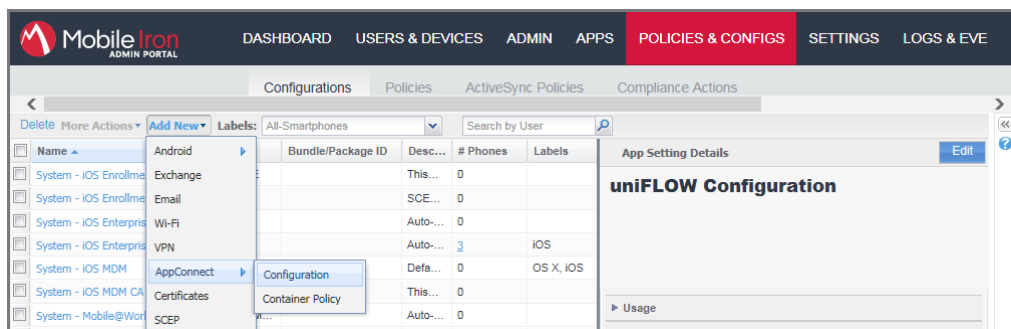 MobileIron
ADMIN PORTAL
DASHBOARD USERS & DEVICES ADMIN APPS POLICIES & CONFIGS SETTINGS LOGS & EVE
Configurations Policies ActiveSync Policies Compliance Actions
Delete More Actions Add New Labels: All-Smartphones Search by User
Name Bundle/Package ID Desc... # Phones Labels
System - iOS Enrollme This... 0
System - iOS Enrollme SCE... 0
System - iOS Enterpris Auto-... 0
System - iOS Enterpris Auto-... 3 iOS
System - iOS MDM Defa... 0 OS X, iOS
System - iOS MDM CA This... 0
System - Mobile@Worl M... Auto-... 0
Android
Exchange
Email
Wi-Fi
VPN
AppConnect
Certificates
SCEP
Configuration
Container Policy
App Setting Details Edit
uniFLOW Configuration
Usage